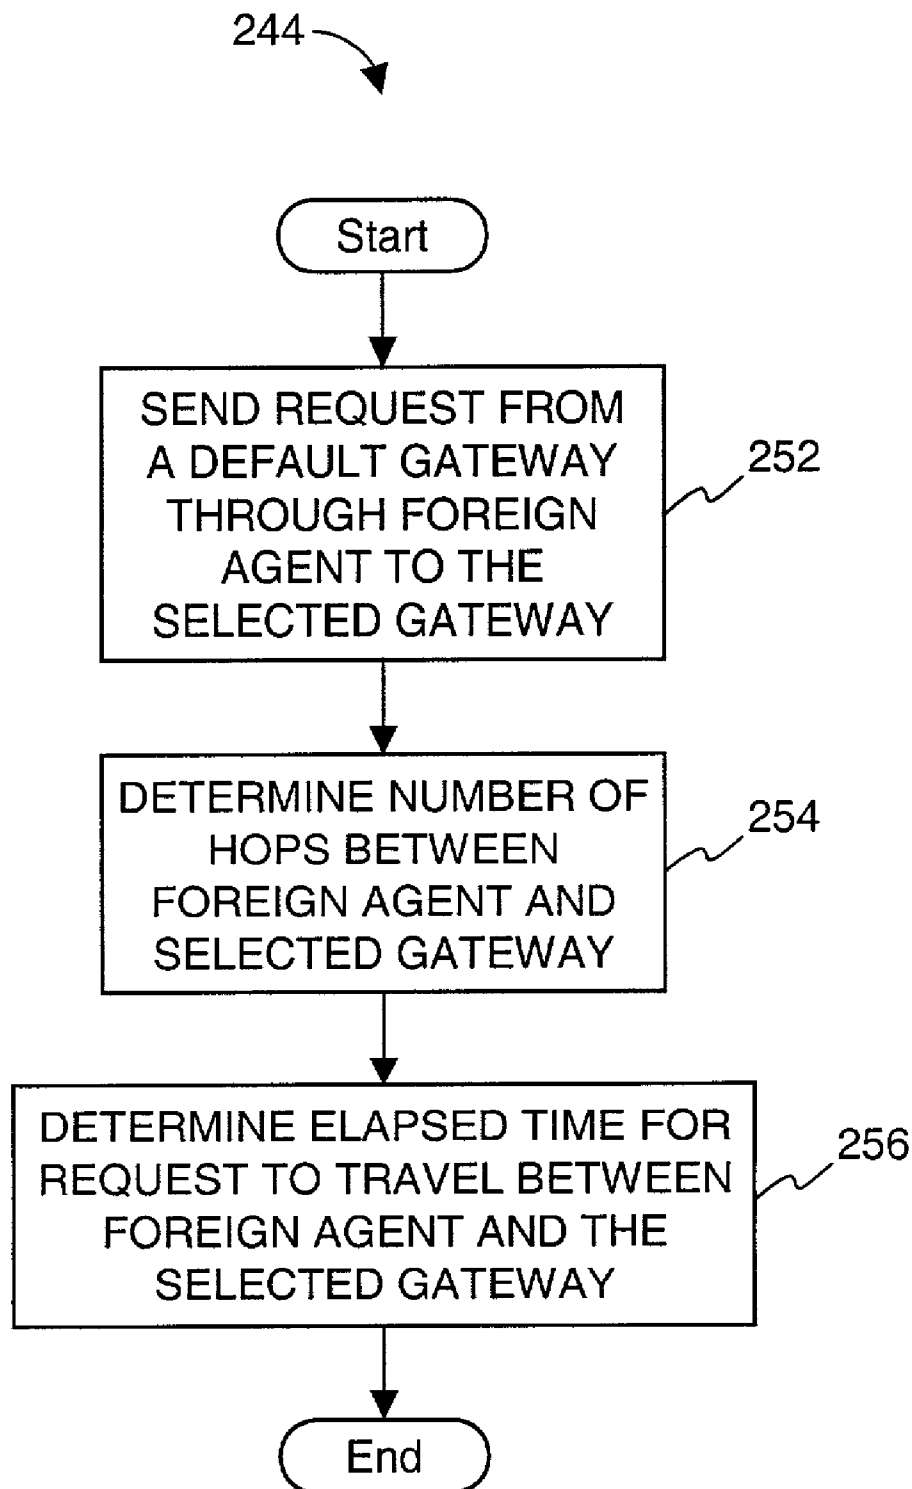 244
Start
SEND REQUEST FROM
A DEFAULT GATEWAY
THROUGH FOREIGN
AGENT TO THE
SELECTED GATEWAY
252
DETERMINE NUMBER OF
HOPS BETWEEN
FOREIGN AGENT AND
SELECTED GATEWAY
254
DETERMINE ELAPSED TIME FOR
REQUEST TO TRAVEL BETWEEN
FOREIGN AGENT AND THE
SELECTED GATEWAY
256
End